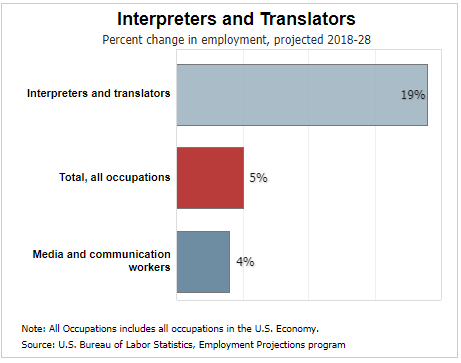 Interpreters and Translators
Percent change in employment, projected 2018-28
Interpreters and translators
19%
Total, all occupations
5%
Media and communication
workers
4%
Note: All Occupations includes all occupations in the U.S. Economy.
Source: U.S. Bureau of Labor Statistics, Employment Projections program